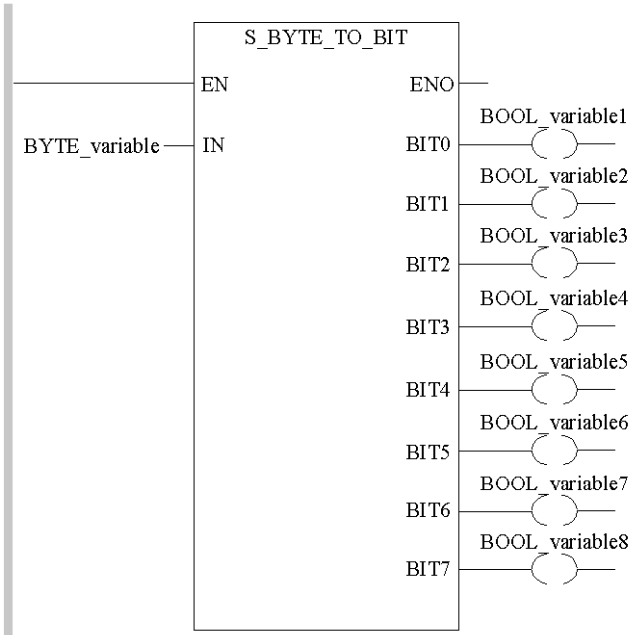 S_BYTE_TO_BIT
EN ENO
BOOL_variable1
BYTE_variable IN BIT0
BOOL_variable2
BIT1
BOOL_variable3
BIT2
BOOL_variable4
BIT3
BOOL_variable5
BIT4
BOOL_variable6
BIT5
BOOL_variable7
BIT6
BOOL_variable8
BIT7